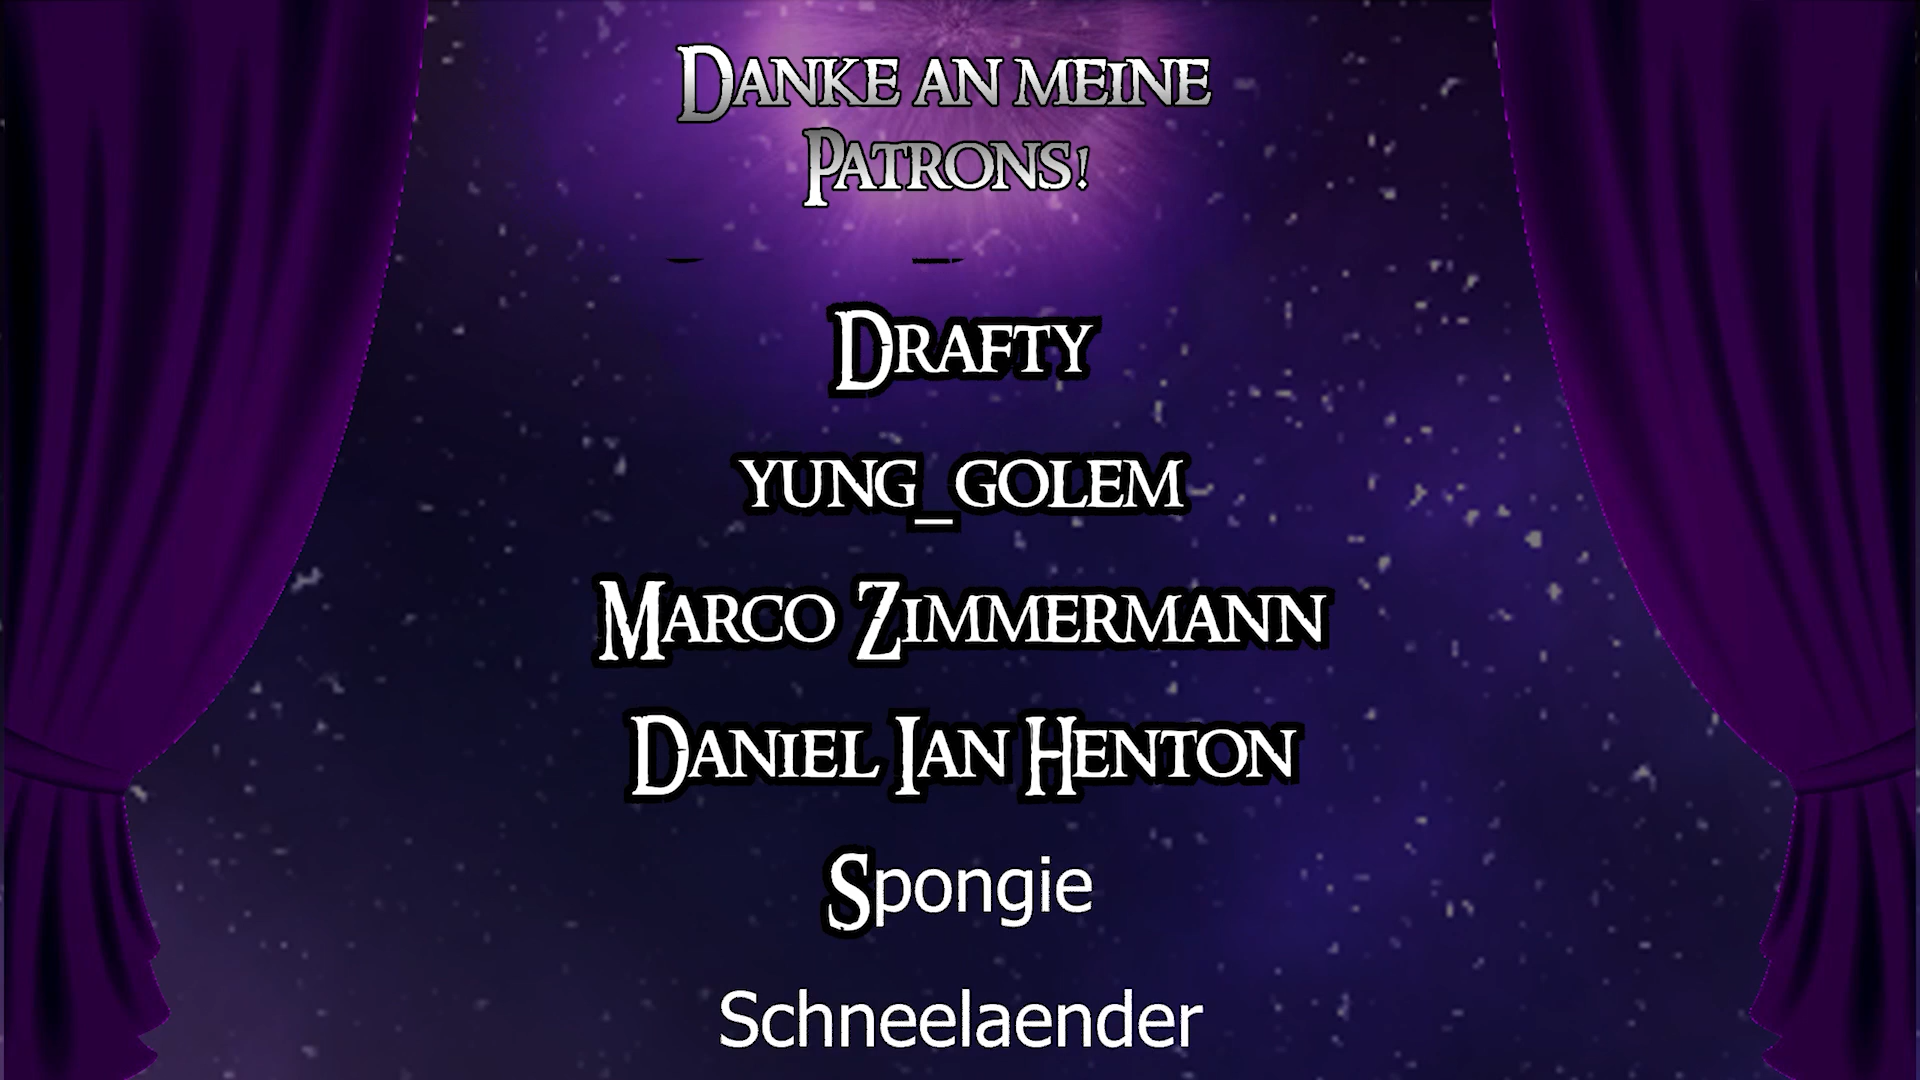 Danke an meine
Patrons!
Drafty
yung_golem
Marco Zimmermann
Daniel Ian Henton
Spongie
Schneelaender